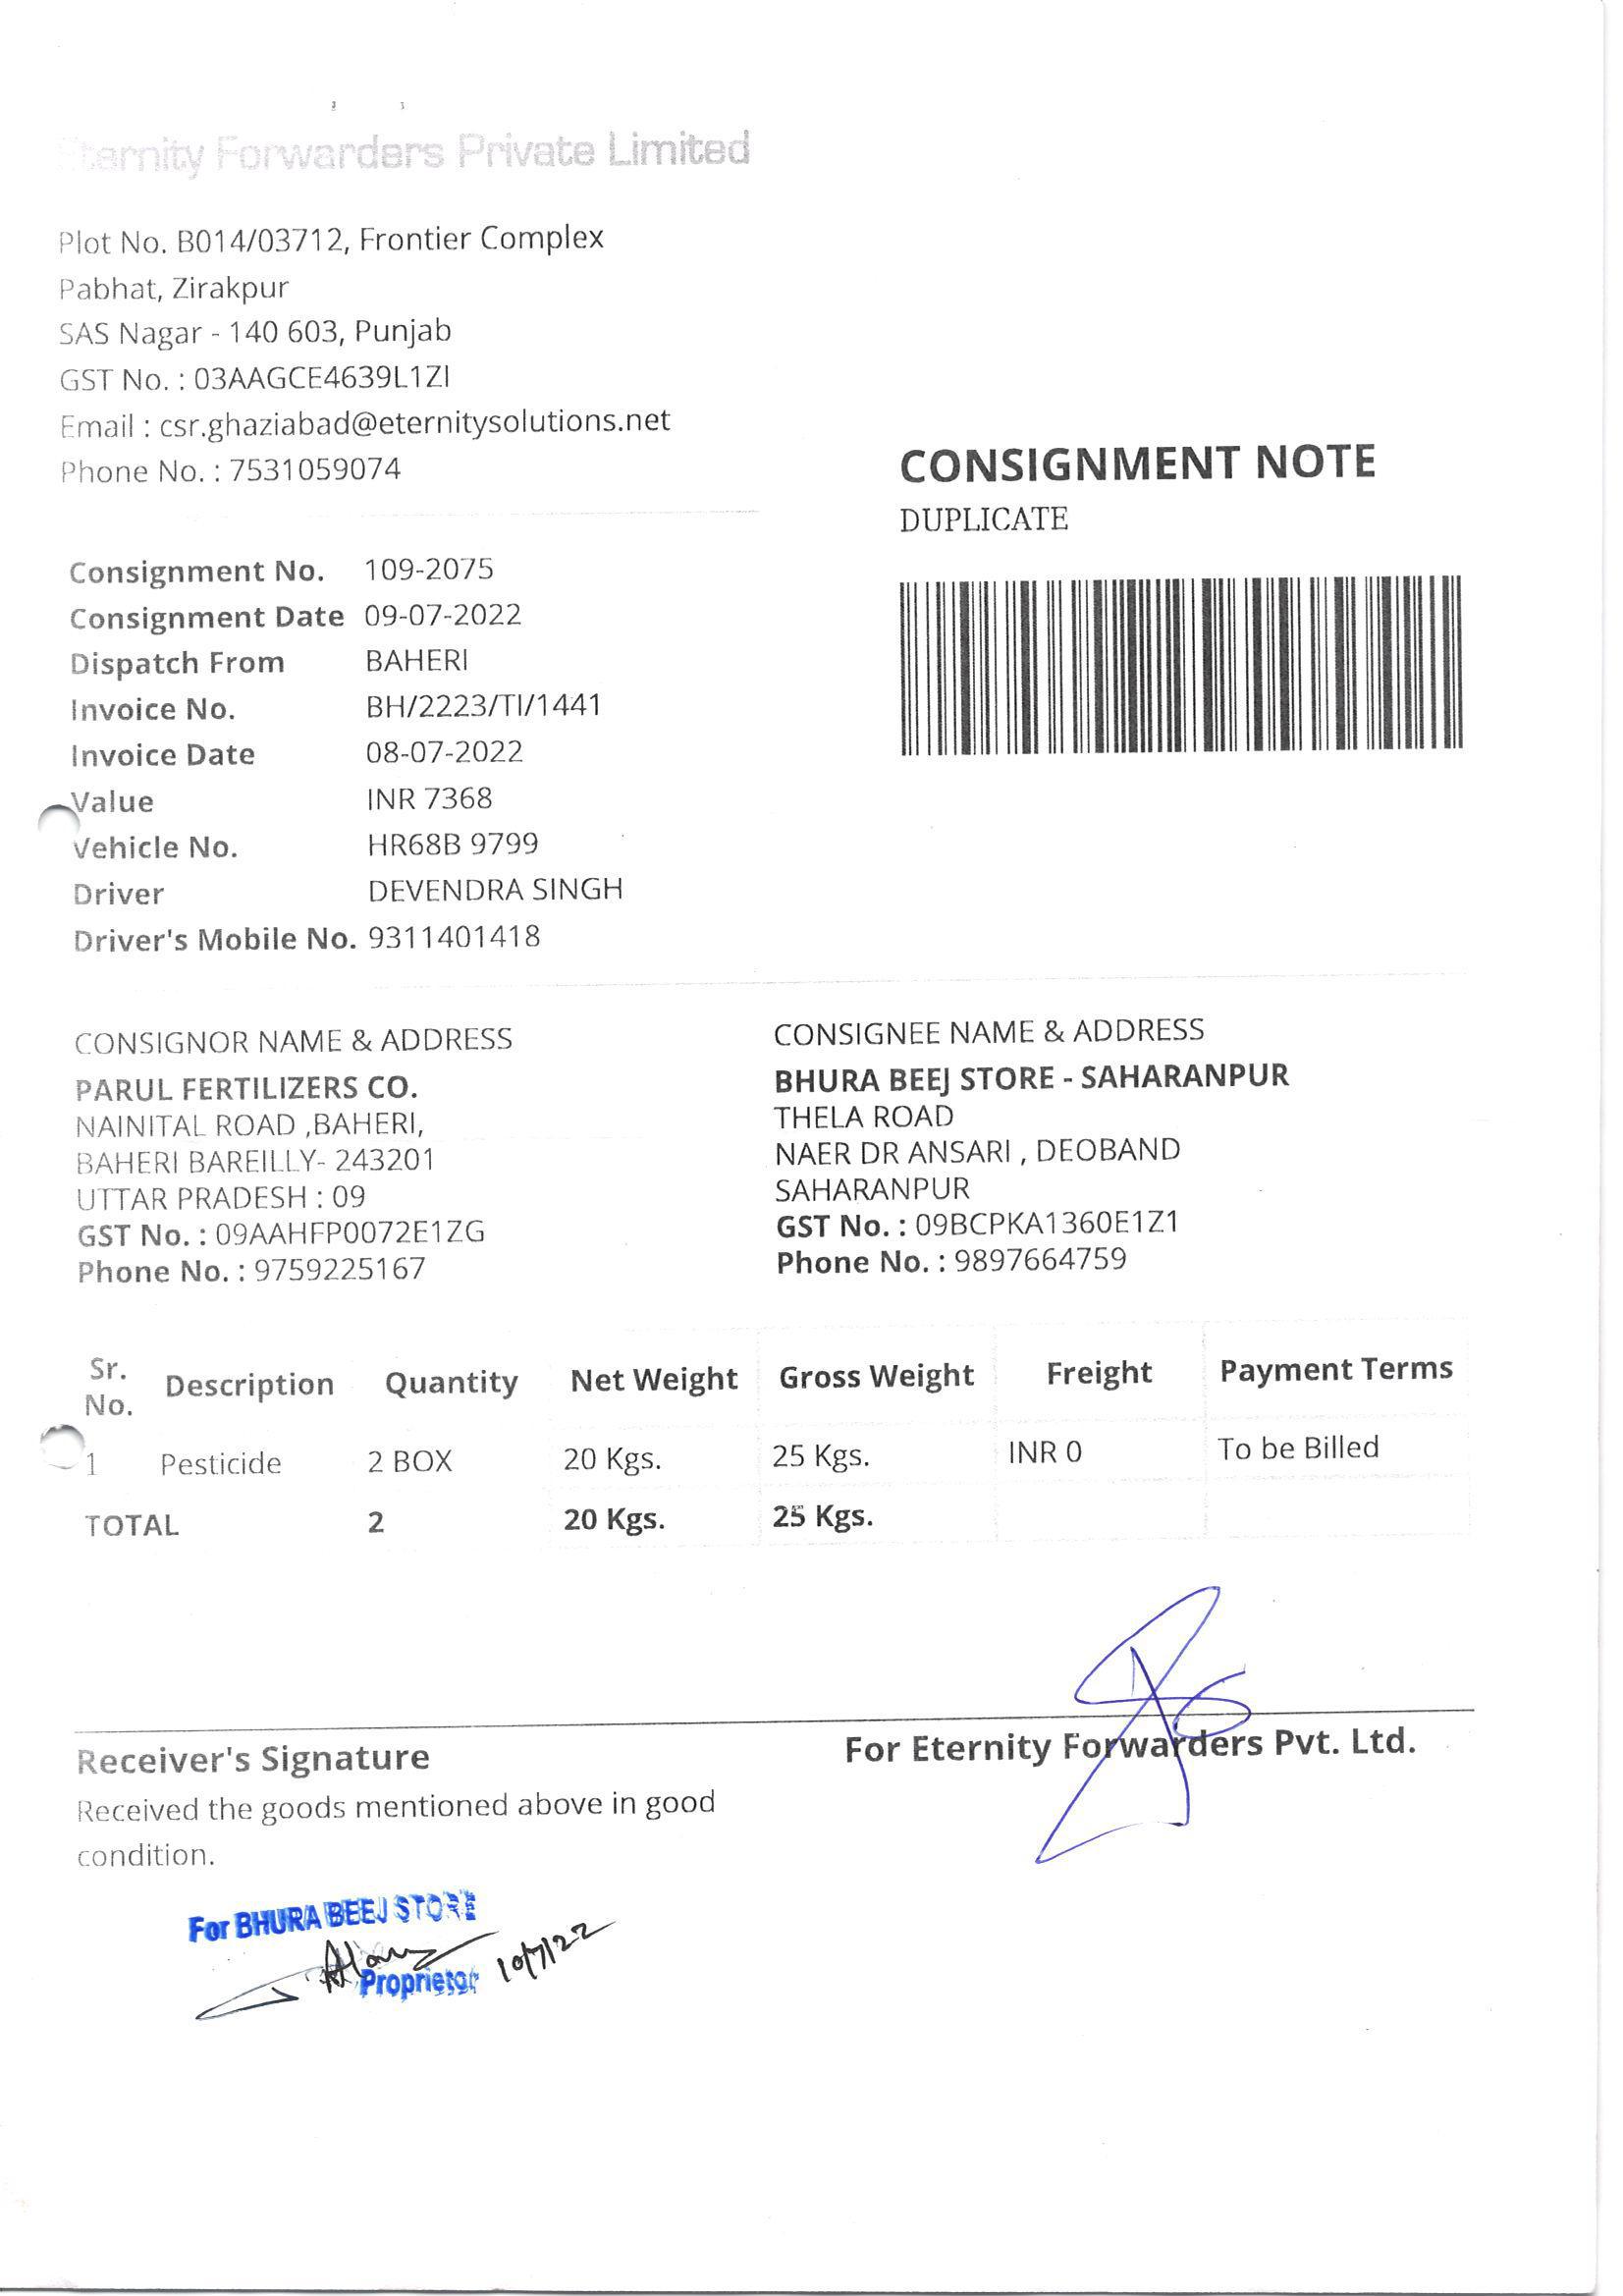 Eternity Forwarders Private Limited
Plot No. B014/03712, Frontier Complex
Pabhat, Zirakpur
SAS Nagar - 140 603, Punjab
GST No. : 03AAGCE4639L1ZI
Email : csr.ghaziabad@eternitysolutions.net
Phone No. : 7531059074
CONSIGNMENT NOTE
DUPLICATE
Consignment No. 109-2075
Consignment Date 09-07-2022
Dispatch From BAHERI
Invoice No. BH/2223/TI/1441
Invoice Date 08-07-2022
Value INR 7368
Vehicle No. HR68B 9799
Driver DEVENDRA SINGH
Driver's Mobile No. 9311401418
CONSIGNOR NAME & ADDRESS
PARUL FERTILIZERS CO.
NAINITAL ROAD ,BAHERI,
BAHERI BAREILLY- 243201
UTTAR PRADESH : 09
GST No. : 09AAHFP0072E1ZG
Phone No. : 9759225167
CONSIGNEE NAME & ADDRESS
BHURA BEEJ STORE - SAHARANPUR
THELA ROAD
NAER DR ANSARI , DEOBAND
SAHARANPUR
GST No. : 09BCPKA1360E1Z1
Phone No. : 9897664759
Sr. No. Description Quantity Net Weight Gross Weight Freight Payment Terms
1 Pesticide 2 BOX 20 Kgs. 25 Kgs. INR 0 To be Billed
TOTAL 2 20 Kgs. 25 Kgs.
Receiver's Signature
Received the goods mentioned above in good
condition.
For Eternity Forwarders Pvt. Ltd.
For BHURA BEEJ STORE
Proprietor 10/7/22